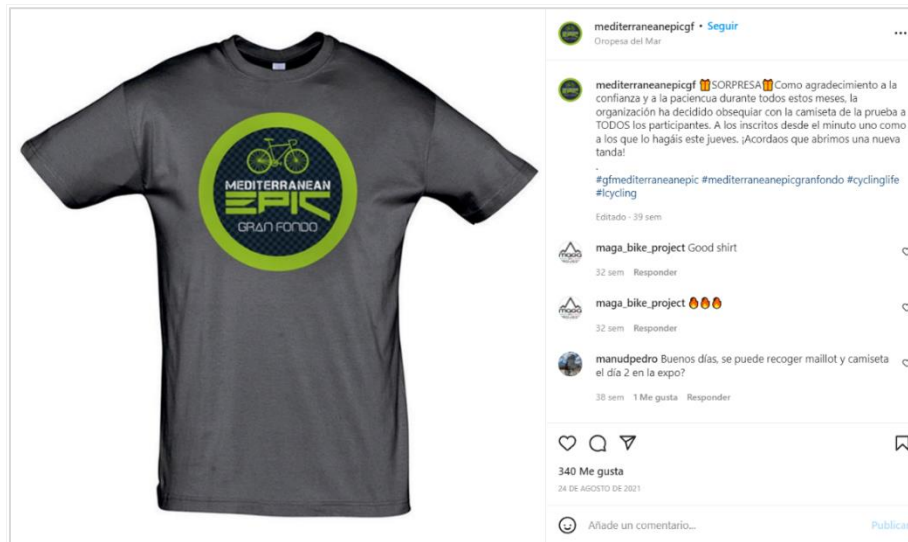 MEDITERRANEAN
EPIC
GRAN FONDO
mediterraneanepicgf • Seguir
Oropesa del Mar
mediterraneanepicgf 🎁SORPRESA🎁Como agradecimiento a la
confianza y a la paciencua durante todos estos meses, la
organización ha decidido obsequiar con la camiseta de la prueba a
TODOS los participantes. A los inscritos desde el minuto uno como
a los que lo hagáis este jueves. ¡Acordaos que abrimos una nueva
tanda!
.
#gfmediterraneanepic #mediterraneanepicgranfondo #cyclinglife
#lcycling
Editado · 39 sem
maga_bike_project Good shirt
32 sem Responder
maga_bike_project 🔥🔥🔥
32 sem Responder
manudpedro Buenos días, se puede recoger maillot y camiseta
el día 2 en la expo?
38 sem 1 Me gusta Responder
340 Me gusta
24 DE AGOSTO DE 2021
Añade un comentario...
Publicar